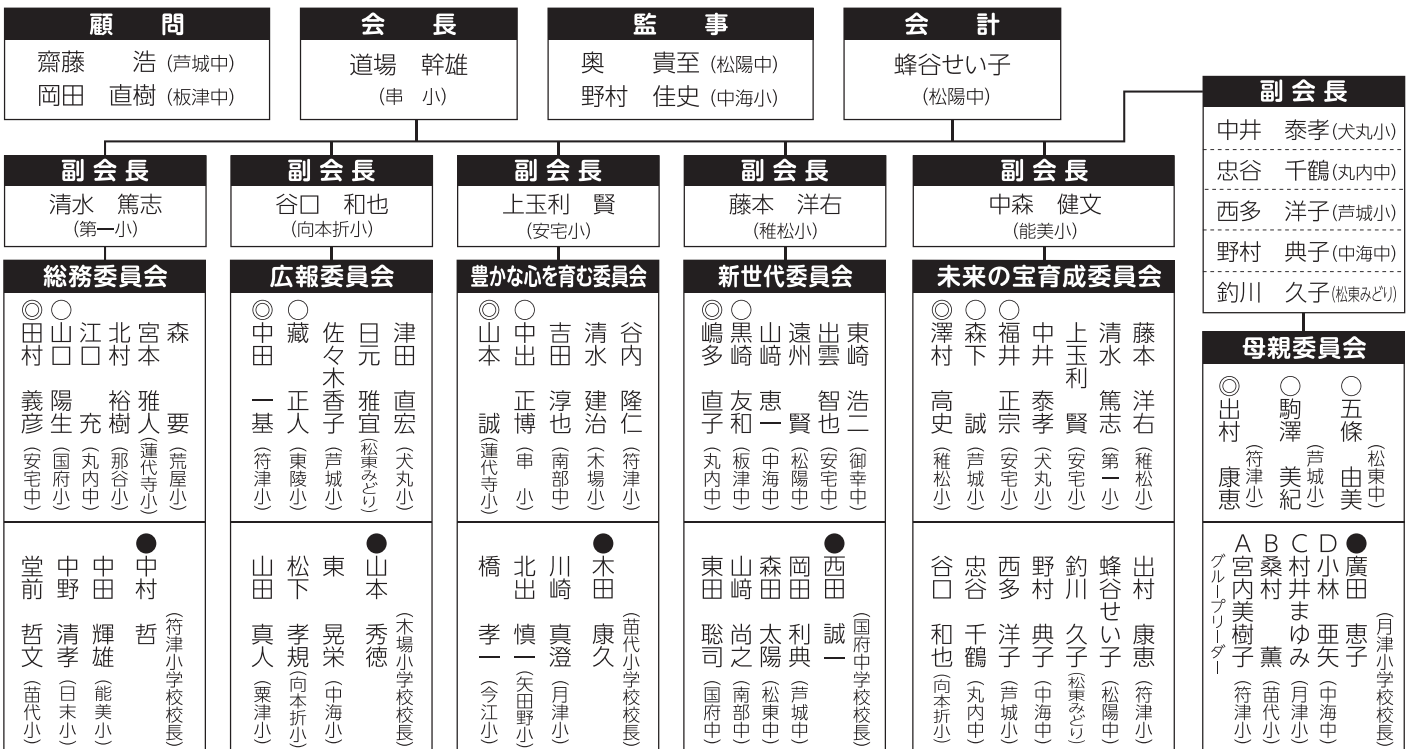 顧　問
齋藤　浩(芦城中)
岡田　直樹(板津中)
会　長
道場　幹雄
(串　小)
監　事
奥　貴至(松陽中)
野村　佳史(中海小)
会　計
蜂谷せい子
(松陽中)
副会長
中井　泰孝(犬丸小)
忠谷　千鶴(丸内中)
西多　洋子(芦城小)
野村　典子(中海中)
釣川　久子(松東みどり)
副会長
清水　篤志
(第一小)
副会長
谷口　和也
(向本折小)
副会長
上玉利　賢
(安宅小)
副会長
藤本　洋右
(稚松小)
副会長
中森　健文
(能美小)
総務委員会
森　要(荒屋小)
宮本　雅人(蓮代寺小)
北村　裕樹(那谷小)
江口　充(丸内中)
○山口　陽生(国府小)
◎田村　義彦(安宅中)
(符津小学校校長)
●中村　哲
中田　輝雄(能美小)
中野　清孝(日末小)
堂前　哲文(苗代小)
広報委員会
津田　直宏(犬丸小)
日元　雅宜(松東みどり)
佐々木香子(芦城小)
○藏　正人(東陵小)
◎中田　一基(符津小)
(木場小学校校長)
●山本　秀徳
東　晃栄(中海小)
松下　孝規(向本折小)
山田　真人(粟津小)
豊かな心を育む委員会
谷内　隆仁(符津小)
清水　建治(木場小)
吉田　淳也(南部中)
○中出　正博(串　小)
◎山本　誠(蓮代寺小)
(苗代小学校校長)
●木田　康久
川崎　真澄(月津小)
北出　慎一(矢田野小)
橋　孝一(今江小)
新世代委員会
東崎　浩二(御幸中)
出雲　智也(安宅中)
遠州　賢(松陽中)
山﨑　恵一(中海中)
○黒崎　友和(板津中)
◎嶋多　直子(丸内中)
(国府中学校校長)
●西田　誠一
岡田　利典(芦城中)
森田　太陽(松東中)
山﨑　尚之(南部中)
東田　聡司(国府中)
未来の宝育成委員会
藤本　洋右(稚松小)
清水　篤志(第一小)
上玉利　賢(安宅小)
中井　泰孝(犬丸小)
○福井　正宗(安宅小)
○森下　誠(芦城小)
◎澤村　高史(稚松小)
出村　康恵(符津小)
蜂谷せい子(松陽中)
釣川　久子(松東みどり)
野村　典子(中海中)
西多　洋子(芦城小)
忠谷　千鶴(丸内中)
谷口　和也(向本折小)
母親委員会
○五條　由美(松東中)
○駒澤　美紀(芦城小)
◎出村　康恵(符津小)
(月津小学校校長)
●廣田　恵子
D小林　亜矢(中海中)
C村井まゆみ(月津小)
B桑村　薫(苗代小)
A宮内美樹子(符津小)
グループリーダー